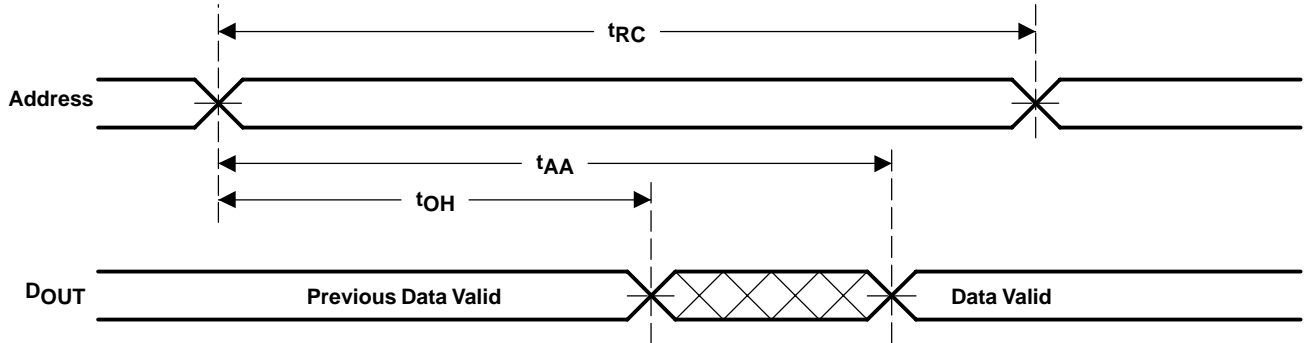 tRC
Address
tAA
tOH
DOUT
Previous Data Valid
Data Valid